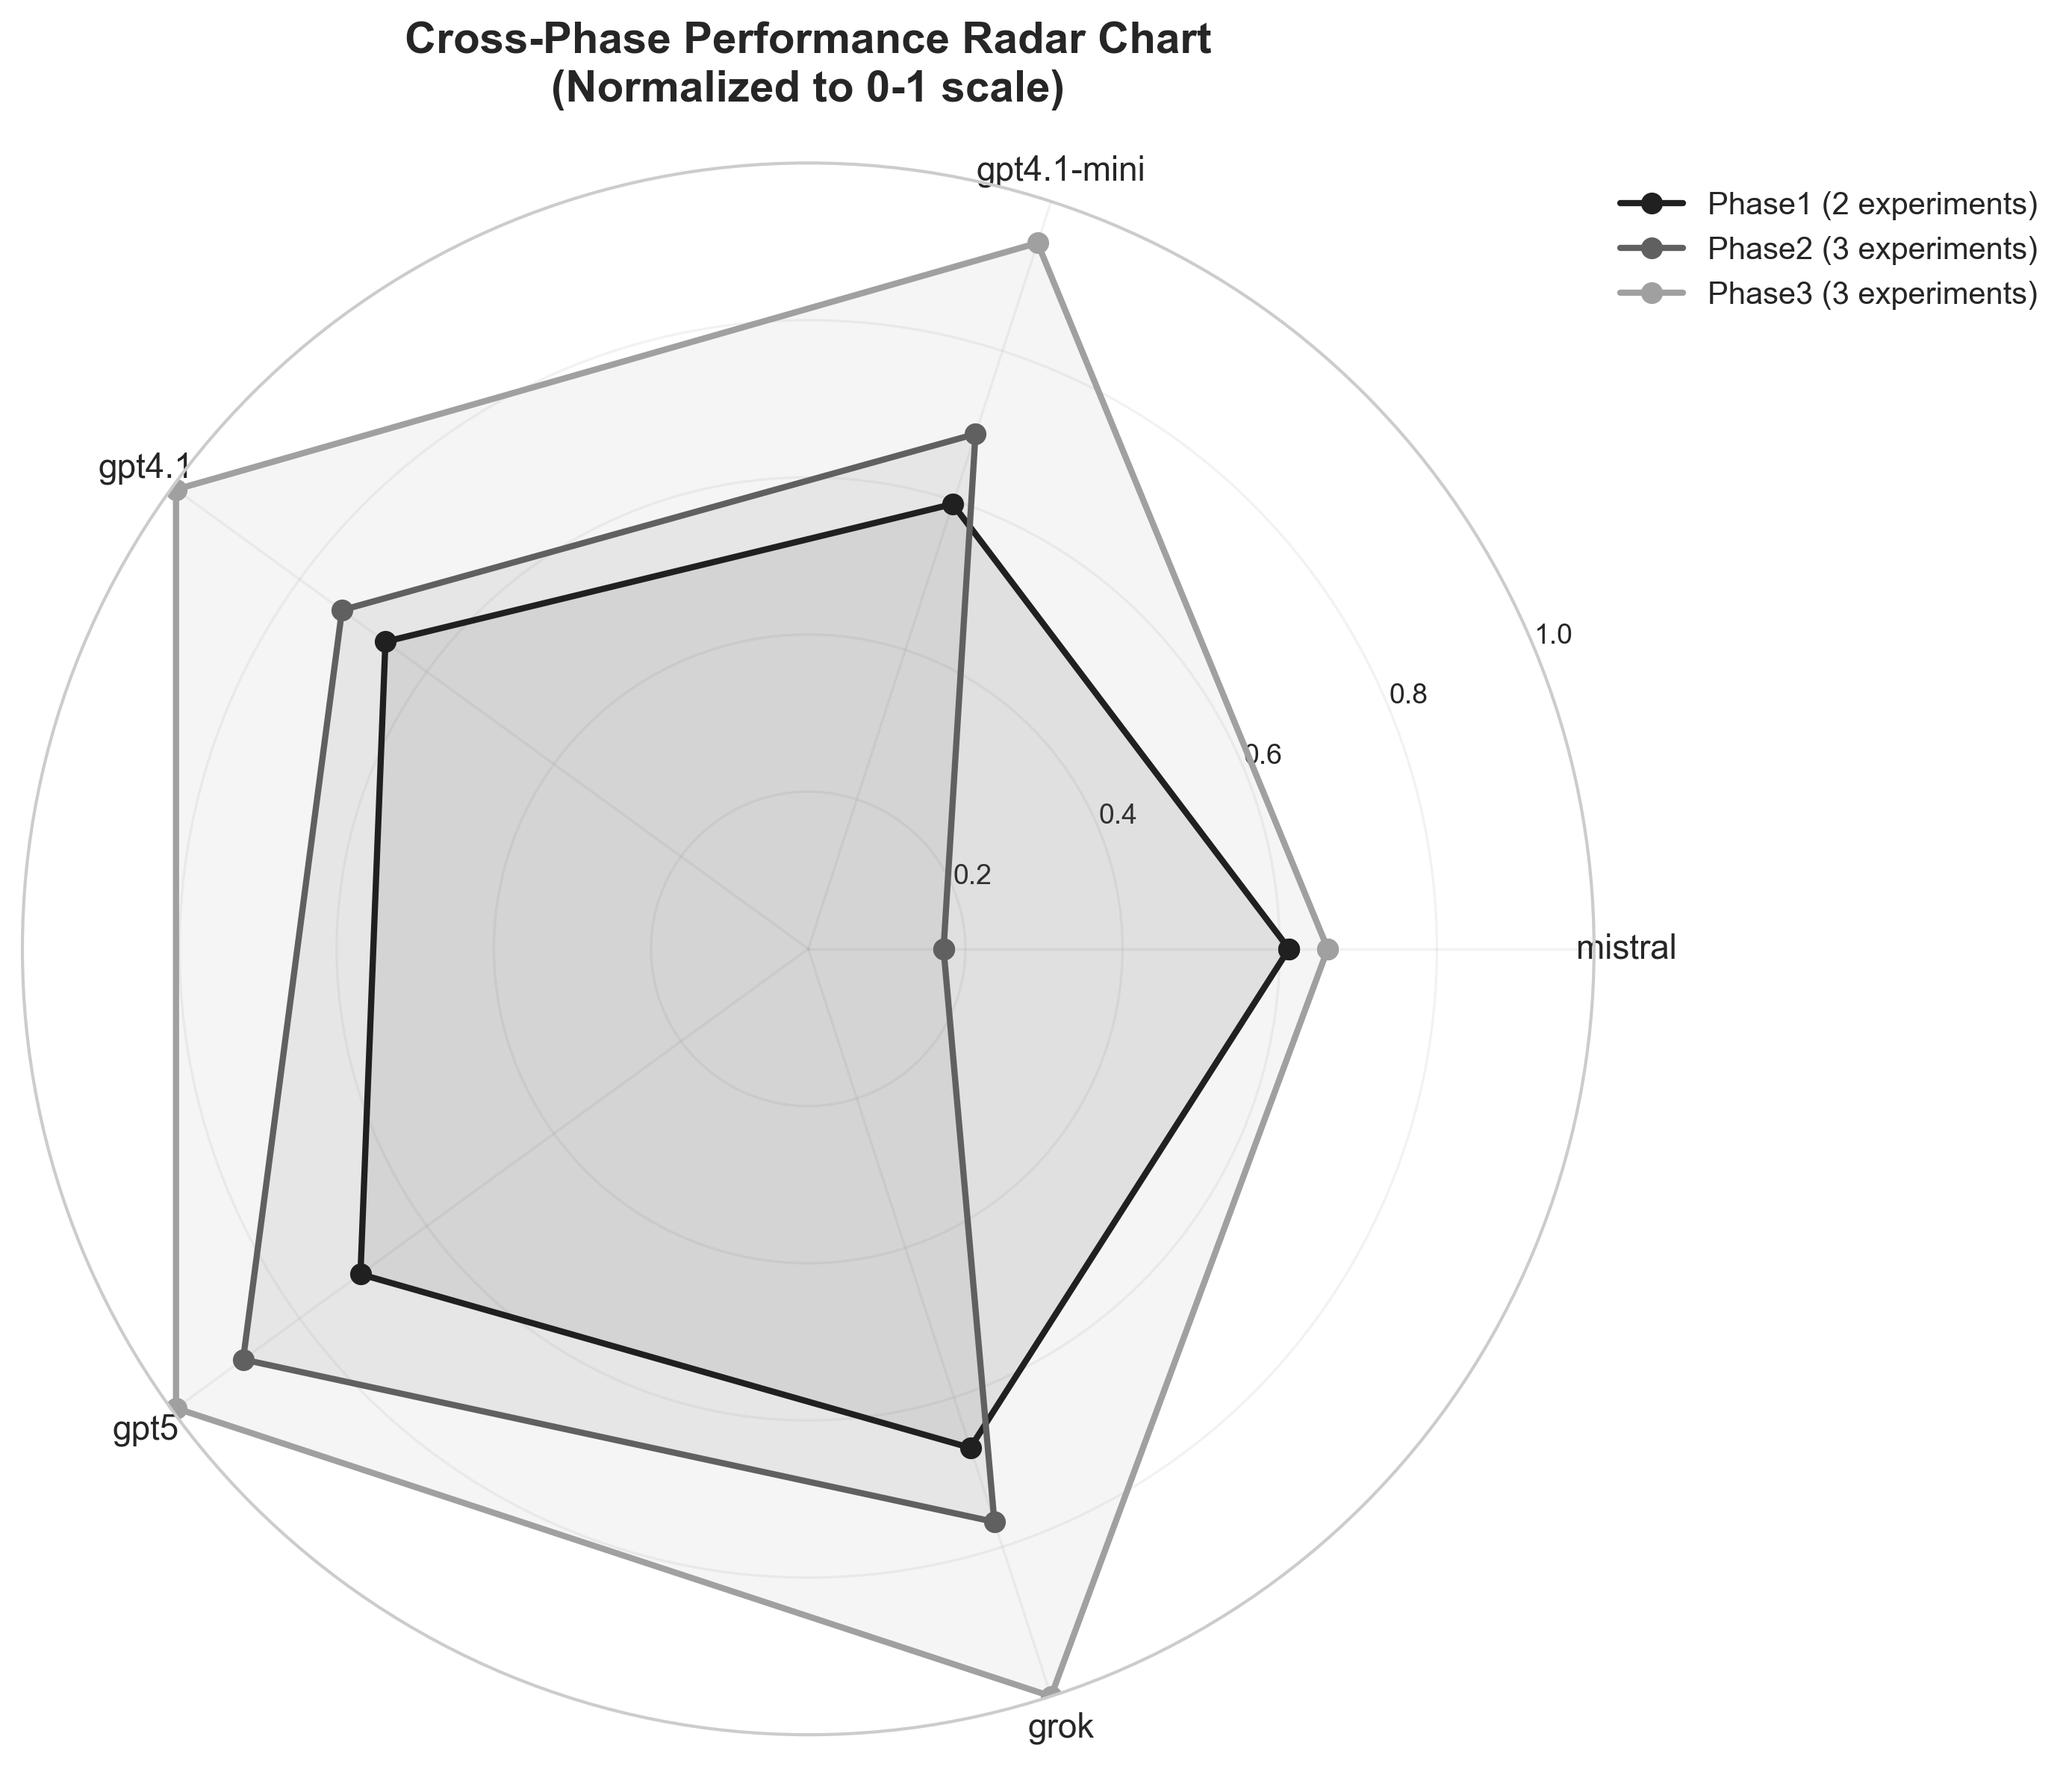 Cross-Phase Performance Radar Chart
(Normalized to 0-1 scale)
gpt4.1-mini
Phase1 (2 experiments)
Phase2 (3 experiments)
Phase3 (3 experiments)
gpt4.1
1.0
0.8
0.6
0.4
0.2
mistral
gpt5
grok